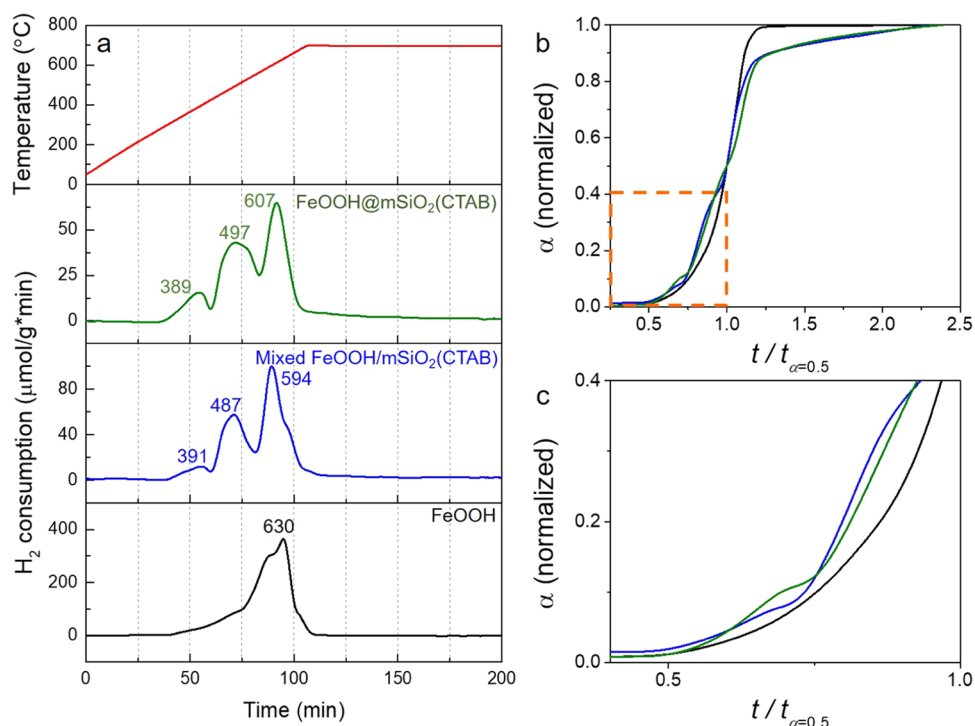 a
Temperature (°C)
800
600
400
200
0
FeOOH@mSiO₂(CTAB)
607
497
389
50
25
0
H₂ consumption (μmol/g*min)
Mixed FeOOH/mSiO₂(CTAB)
594
487
391
80
40
0
FeOOH
630
400
200
0
0 50 100 150 200
Time (min)
b
α (normalized)
1.0
0.8
0.6
0.4
0.2
0.0
0.5 1.0 1.5 2.0 2.5
t / tα=0.5
c
α (normalized)
0.4
0.2
0.0
0.5 1.0
t / tα=0.5